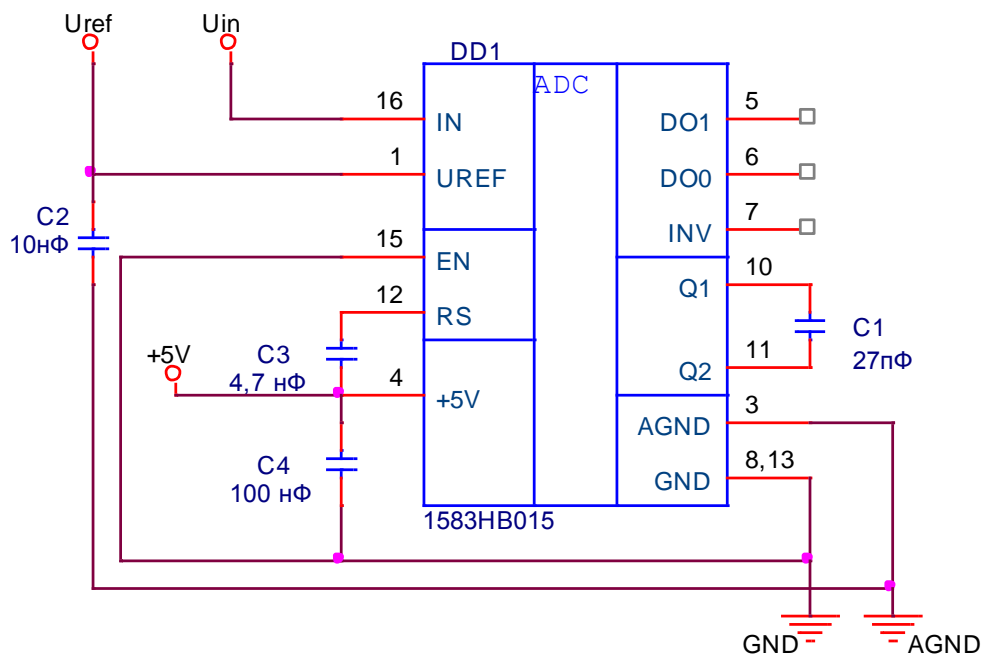 Uref
Uin
DD1
ADC
16
IN
5
DO1
1
UREF
6
DO0
C2
10нФ
7
INV
15
EN
10
Q1
12
RS
C1
27пФ
+5V
C3
4,7 нФ
11
Q2
4
+5V
3
AGND
C4
100 нФ
8,13
GND
1583HB015
GND
AGND